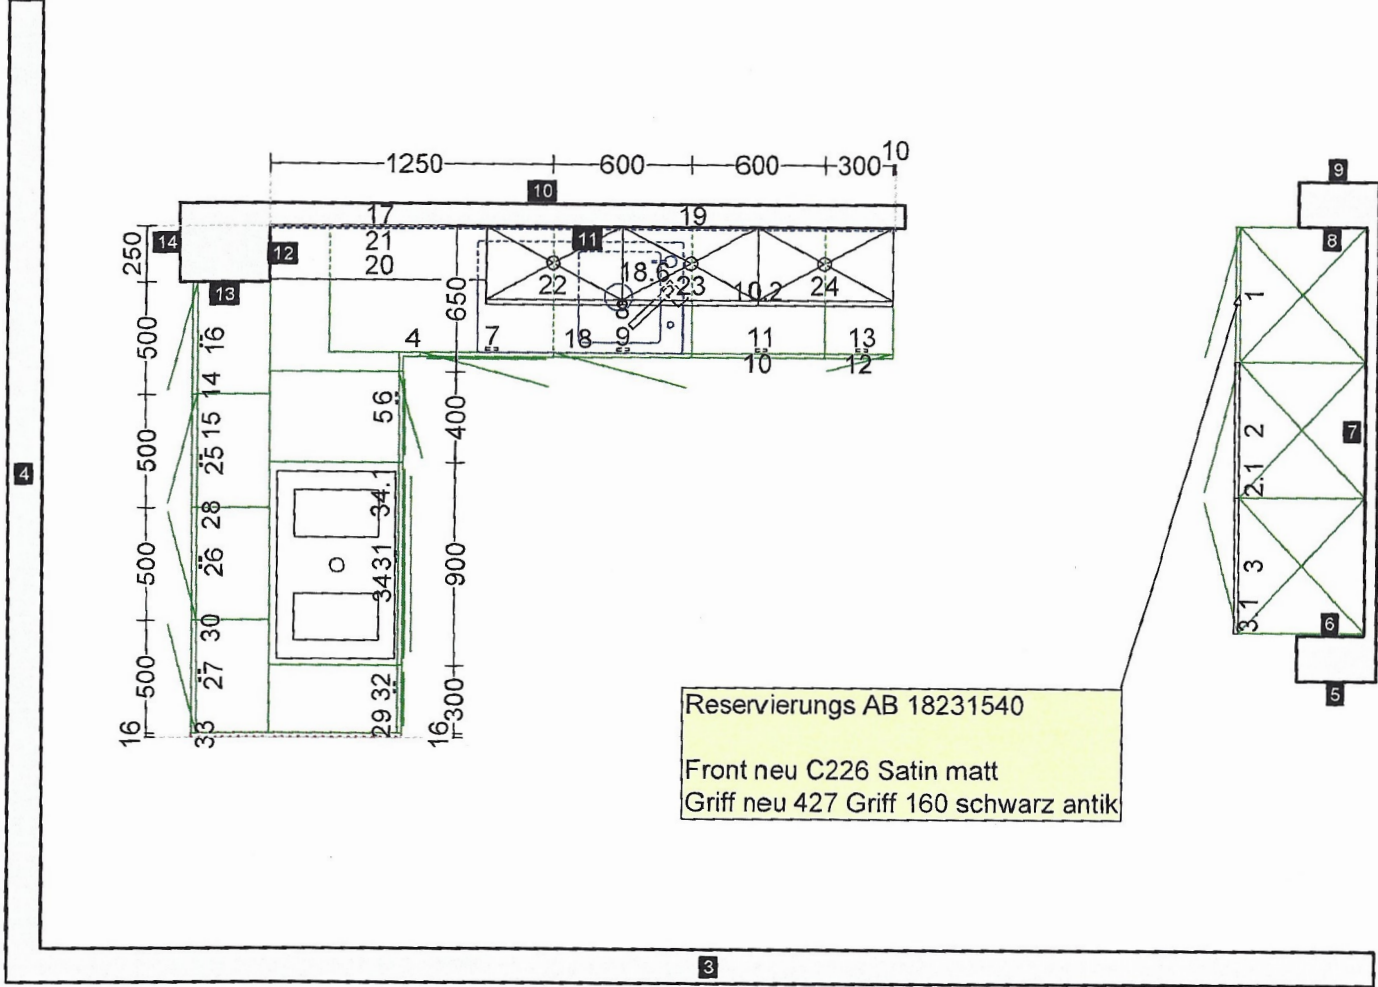 1250 600 600 300 10
10
9
17 19
14 12 21 11 8
20 18.6
250 22 23 10.2 24
13 650 1
8
500 16 4 7 18 9 11 13
10 12
14
5 6 400
15 2 7
500 25 2.1
4
28 34.1
500 26 31 900 3
34
30 3.1 6
500 27 32 300 5
16 33 29 16
Reservierungs AB 18231540
Front neu C226 Satin matt
Griff neu 427 Griff 160 schwarz antik
3